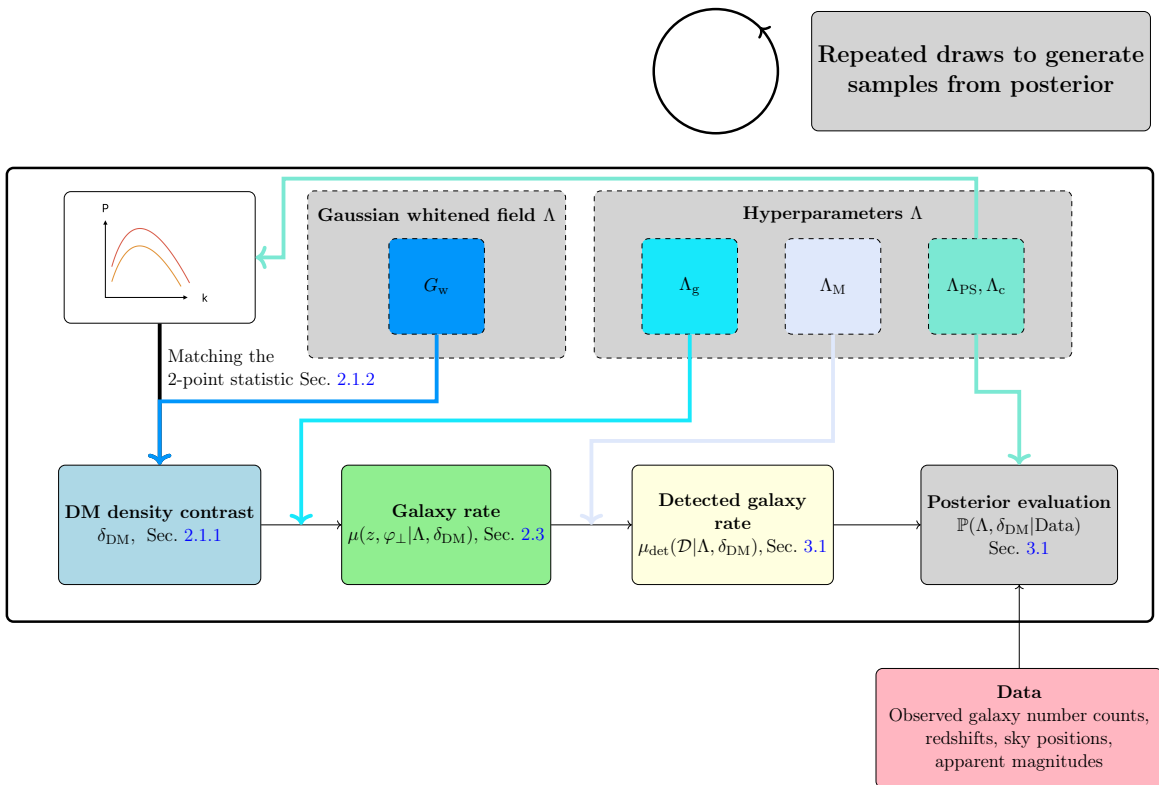 Repeated draws to generate
samples from posterior
P
k
Gaussian whitened field Λ
G_w
Hyperparameters Λ
Λ_g
Λ_M
Λ_PS, Λ_c
Matching the
2-point statistic Sec. 2.1.2
DM density contrast
δ_DM, Sec. 2.1.1
Galaxy rate
μ(z, φ_⊥|Λ, δ_DM), Sec. 2.3
Detected galaxy
rate
μ_det(𝒟|Λ, δ_DM), Sec. 3.1
Posterior evaluation
ℙ(Λ, δ_DM|Data)
Sec. 3.1
Data
Observed galaxy number counts,
redshifts, sky positions,
apparent magnitudes